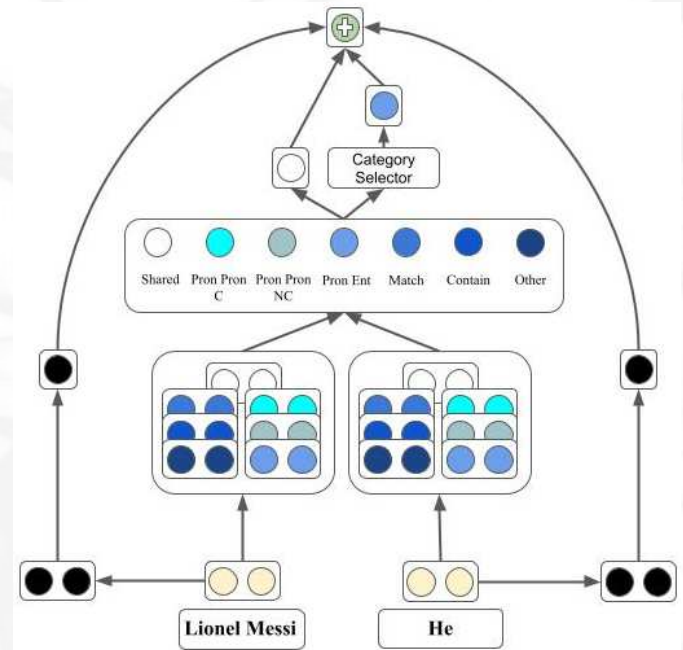 Category
Selector
Shared Pron Pron Pron Pron Pron Ent Match Contain Other
C NC
Lionel Messi He